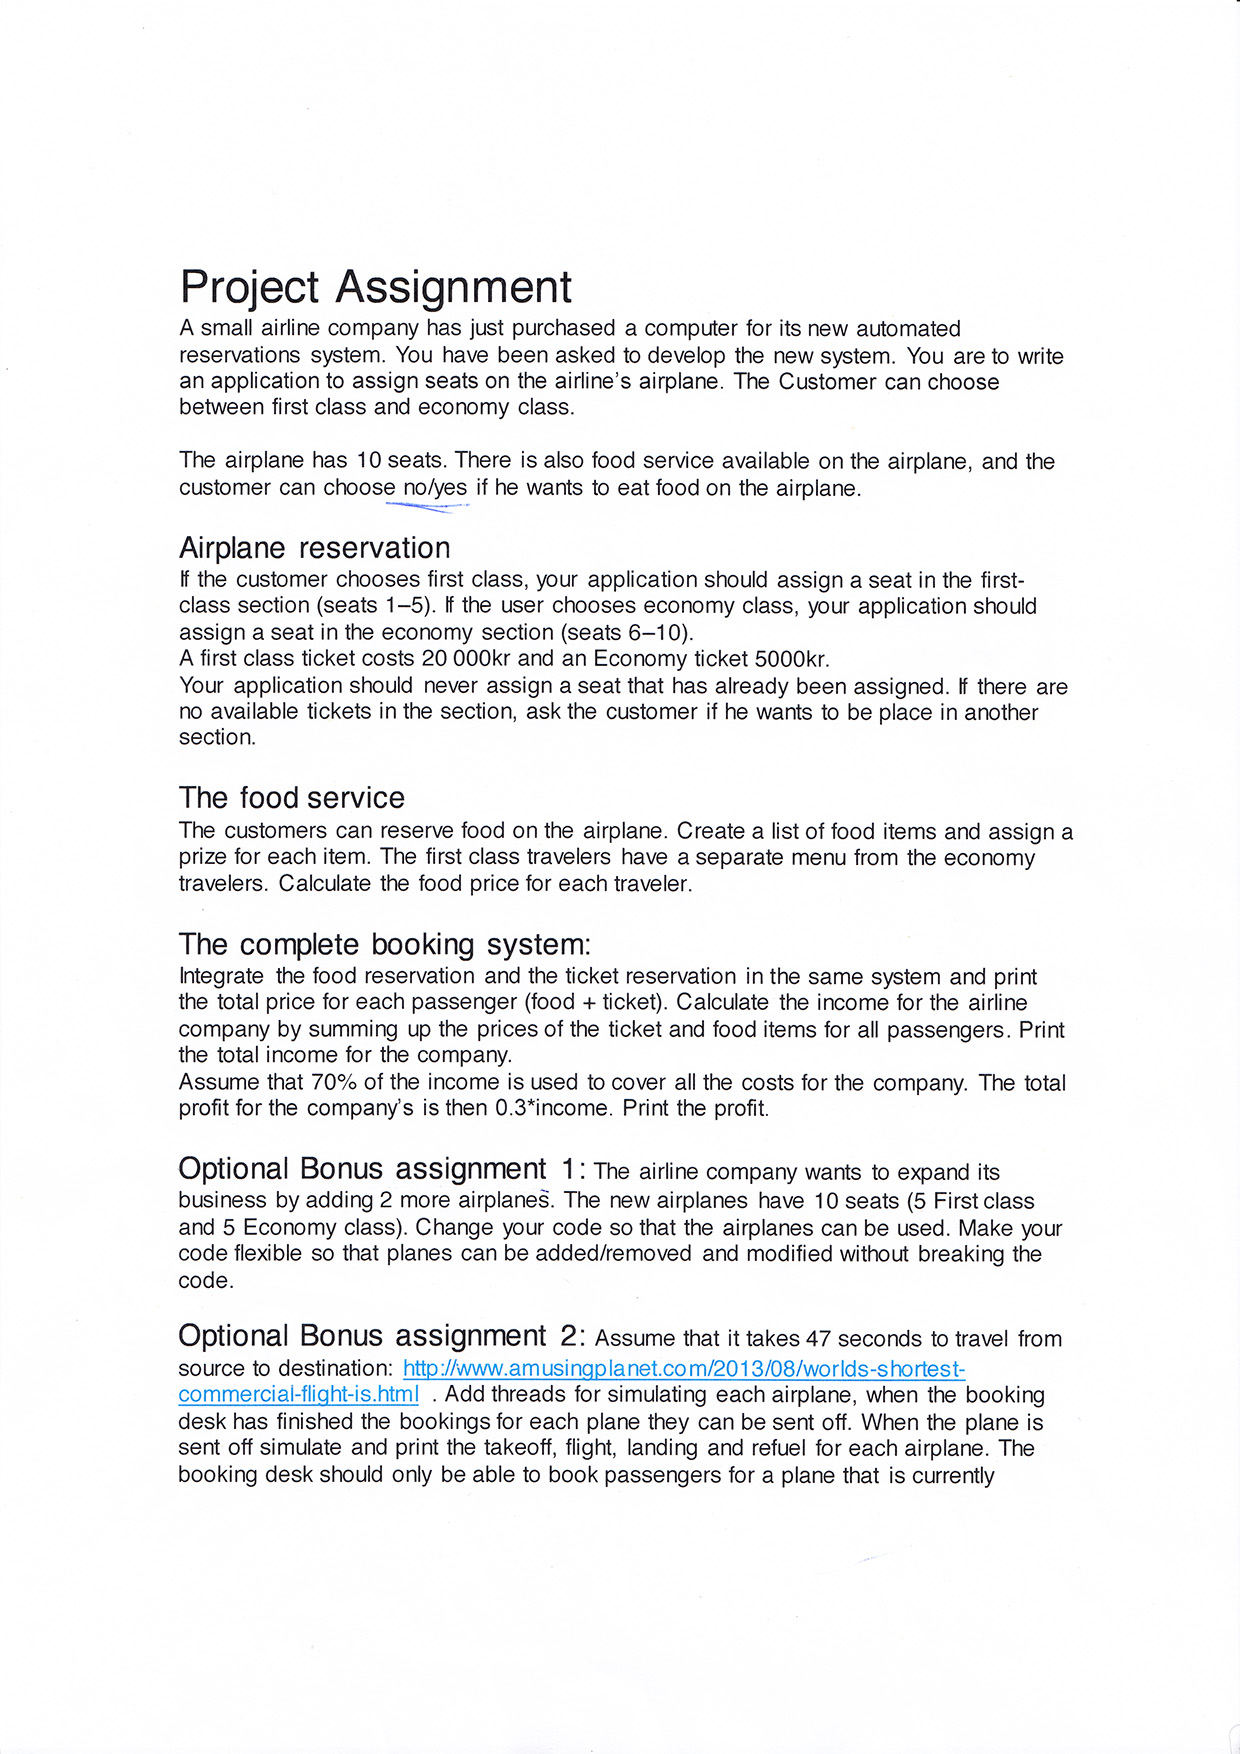 Project Assignment
A small airline company has just purchased a computer for its new automated
reservations system. You have been asked to develop the new system. You are to write
an application to assign seats on the airline's airplane. The Customer can choose
between first class and economy class.
The airplane has 10 seats. There is also food service available on the airplane, and the
customer can choose no/yes if he wants to eat food on the airplane.
Airplane reservation
If the customer chooses first class, your application should assign a seat in the first-
class section (seats 1–5). If the user chooses economy class, your application should
assign a seat in the economy section (seats 6–10).
A first class ticket costs 20 000kr and an Economy ticket 5000kr.
Your application should never assign a seat that has already been assigned. If there are
no available tickets in the section, ask the customer if he wants to be place in another
section.
The food service
The customers can reserve food on the airplane. Create a list of food items and assign a
prize for each item. The first class travelers have a separate menu from the economy
travelers. Calculate the food price for each traveler.
The complete booking system:
Integrate the food reservation and the ticket reservation in the same system and print
the total price for each passenger (food + ticket). Calculate the income for the airline
company by summing up the prices of the ticket and food items for all passengers. Print
the total income for the company.
Assume that 70% of the income is used to cover all the costs for the company. The total
profit for the company's is then 0.3*income. Print the profit.
Optional Bonus assignment 1: The airline company wants to expand its
business by adding 2 more airplanes. The new airplanes have 10 seats (5 First class
and 5 Economy class). Change your code so that the airplanes can be used. Make your
code flexible so that planes can be added/removed and modified without breaking the
code.
Optional Bonus assignment 2: Assume that it takes 47 seconds to travel from
source to destination: http://www.amusingplanet.com/2013/08/worlds-shortest-
commercial-flight-is.html . Add threads for simulating each airplane, when the booking
desk has finished the bookings for each plane they can be sent off. When the plane is
sent off simulate and print the takeoff, flight, landing and refuel for each airplane. The
booking desk should only be able to book passengers for a plane that is currently